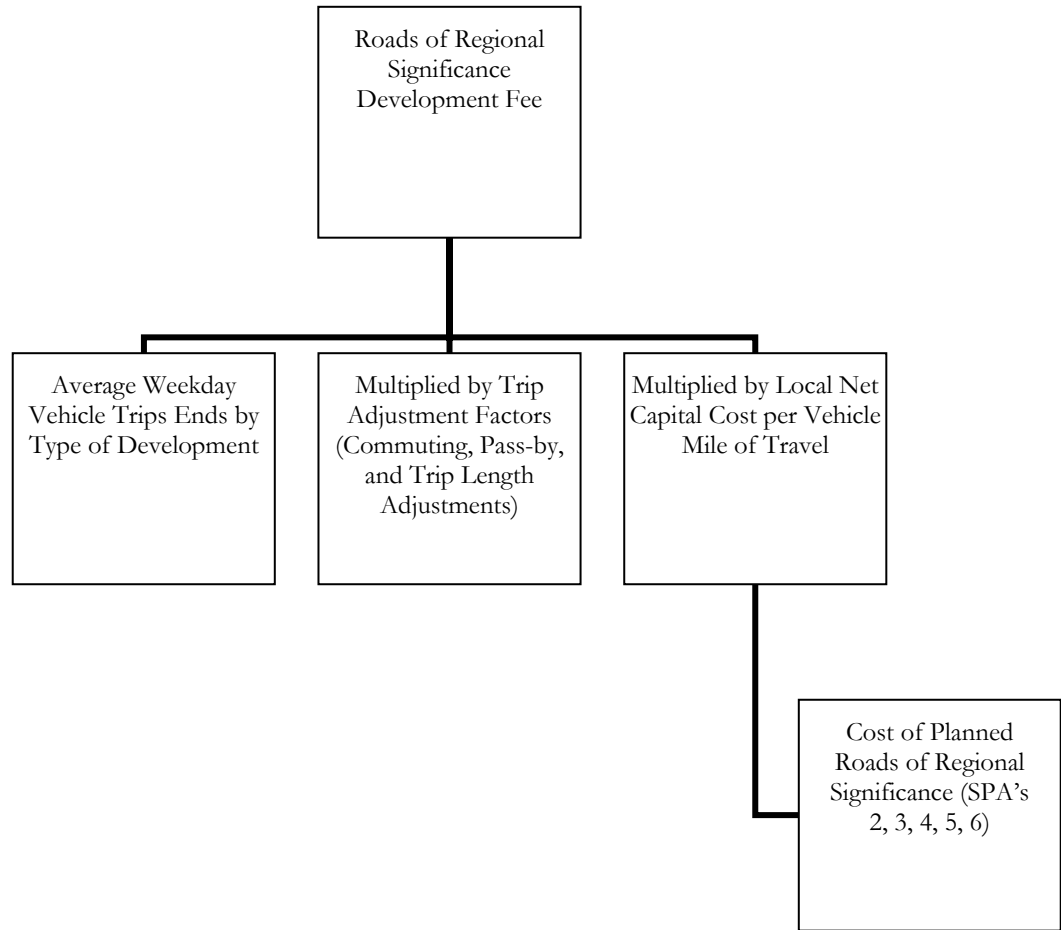 Roads of Regional
Significance
Development Fee
Average Weekday
Vehicle Trips Ends by
Type of Development
Multiplied by Trip
Adjustment Factors
(Commuting, Pass-by,
and Trip Length
Adjustments)
Multiplied by Local Net
Capital Cost per Vehicle
Mile of Travel
Cost of Planned
Roads of Regional
Significance (SPA’s
2, 3, 4, 5, 6)